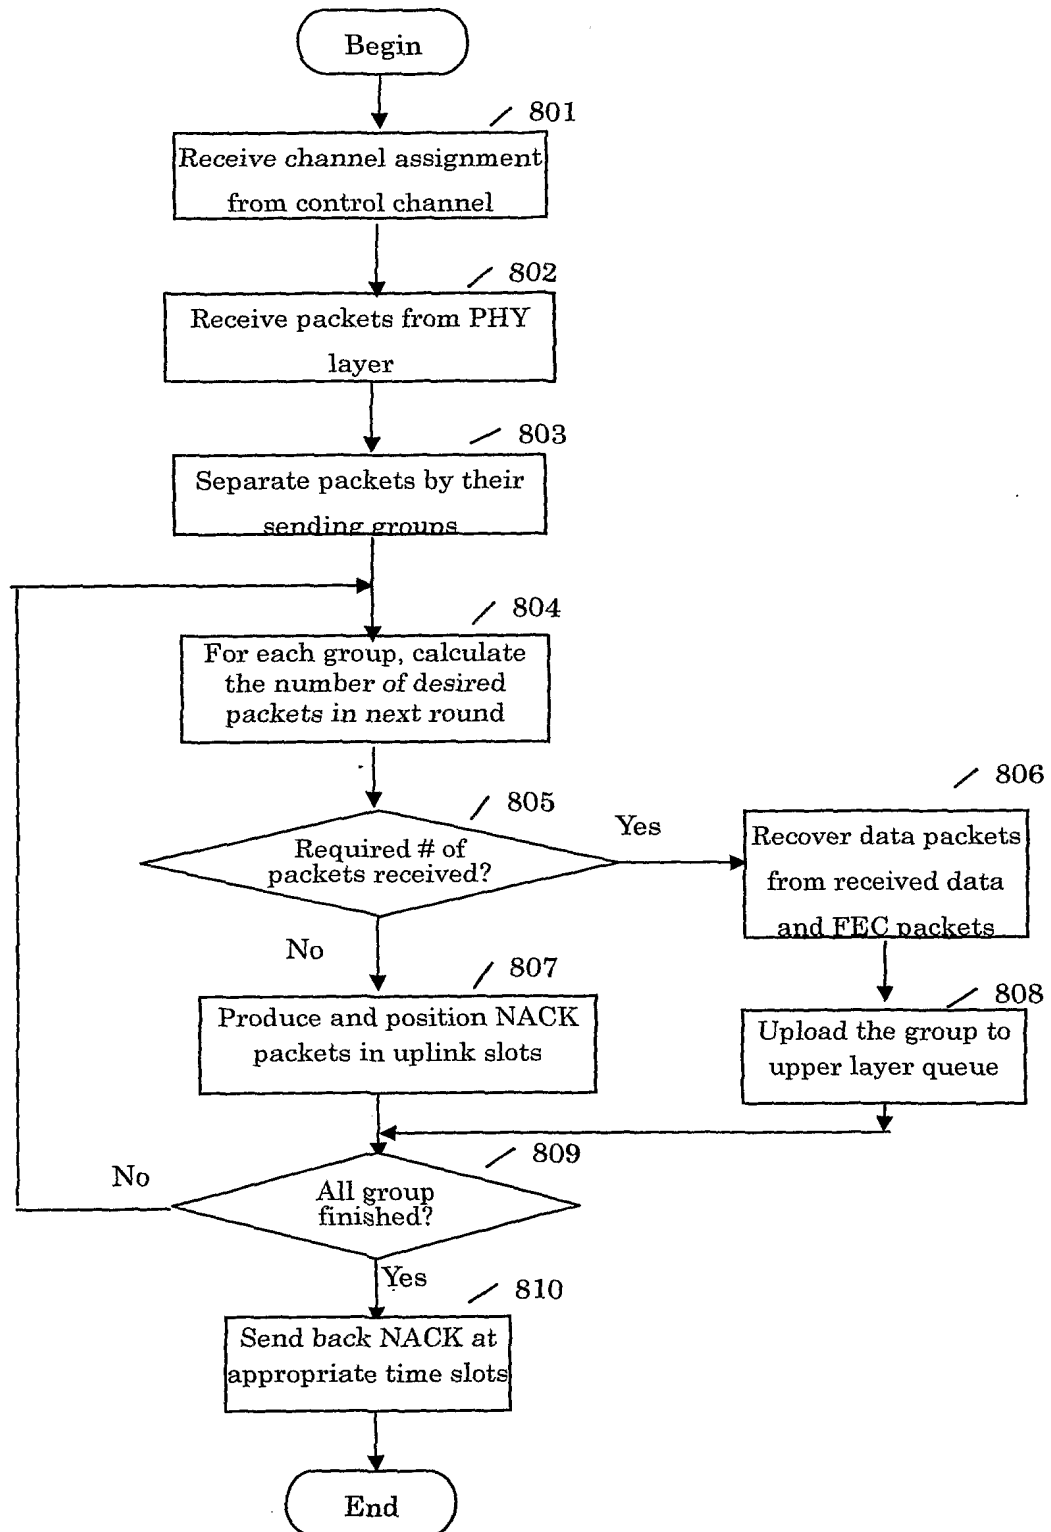 Begin
801
Receive channel assignment
from control channel
802
Receive packets from PHY
layer
803
Separate packets by their
sending groups
804
For each group, calculate
the number of desired
packets in next round
805
Required # of
packets received?
Yes
806
Recover data packets
from received data
and FEC packets
No
807
Produce and position NACK
packets in uplink slots
808
Upload the group to
upper layer queue
809
No
All group
finished?
Yes
810
Send back NACK at
appropriate time slots
End